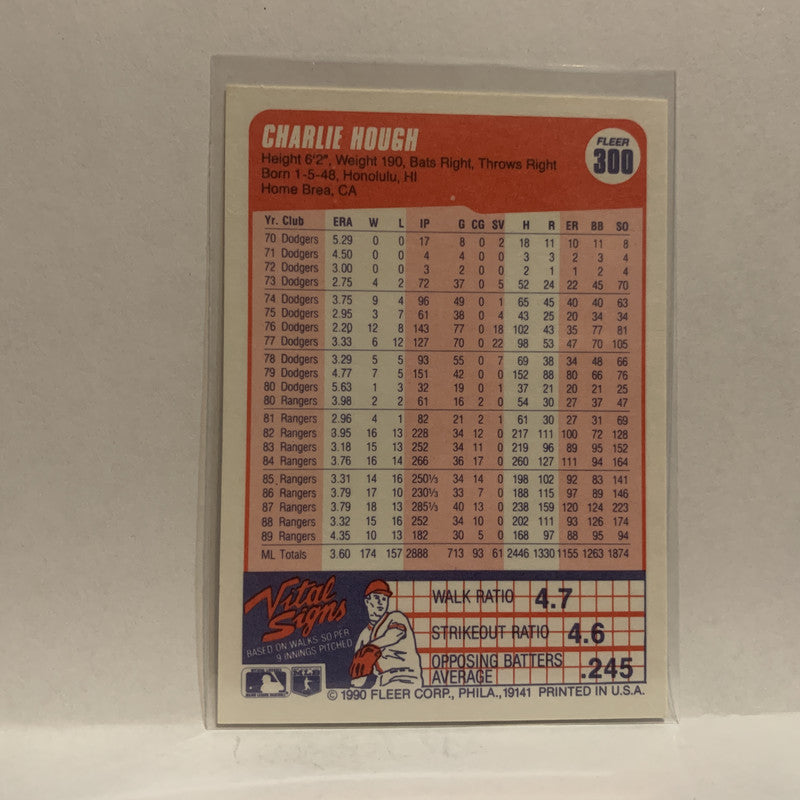 CHARLIE HOUGH
FLEER
300
Height 6'2", Weight 190, Bats Right, Throws Right
Born 1-5-48, Honolulu, HI
Home Brea, CA
Yr. Club ERA W L IP G CG SV H R ER BB SO
70 Dodgers 5.29 0 0 17 8 0 2 18 11 10 11 8
71 Dodgers 4.50 0 0 4 4 0 0 3 3 2 3 4
72 Dodgers 3.00 0 0 3 2 0 0 2 1 1 2 4
73 Dodgers 2.75 4 2 72 37 0 5 52 24 22 45 70
74 Dodgers 3.75 9 4 96 49 0 1 65 45 40 40 63
75 Dodgers 2.95 3 7 61 38 0 4 43 25 20 34 34
76 Dodgers 2.20 12 8 143 77 0 18 102 43 35 77 81
77 Dodgers 3.33 6 12 127 70 0 22 98 53 47 70 105
78 Dodgers 3.29 5 5 93 55 0 7 69 38 34 48 66
79 Dodgers 4.77 7 5 151 42 0 0 152 88 80 66 76
80 Dodgers 5.63 1 3 32 19 0 1 37 21 20 21 25
80 Rangers 3.98 2 2 61 16 2 0 54 30 27 37 47
81 Rangers 2.96 4 1 82 21 2 1 61 30 27 31 69
82 Rangers 3.95 16 13 228 34 12 0 217 111 100 72 128
83 Rangers 3.18 15 13 252 34 11 0 219 96 89 95 152
84 Rangers 3.76 16 14 266 36 17 0 260 127 111 94 164
85 Rangers 3.31 14 16 250⅓ 34 14 0 198 102 92 83 141
86 Rangers 3.79 17 10 230⅓ 33 7 0 188 115 97 89 146
87 Rangers 3.79 18 13 285⅓ 40 13 0 238 159 120 124 223
88 Rangers 3.32 15 16 252 34 10 0 202 111 93 126 174
89 Rangers 4.35 10 13 182 30 5 0 168 97 88 95 94
ML Totals 3.60 174 157 2888 713 93 61 2446 1330 1155 1263 1874
Vital Signs
BASED ON WALKS, SO PER
9 INNINGS PITCHED
WALK RATIO 4.7
STRIKEOUT RATIO 4.6
OPPOSING BATTERS
AVERAGE .245
© 1990 FLEER CORP., PHILA., 19141 PRINTED IN U.S.A.